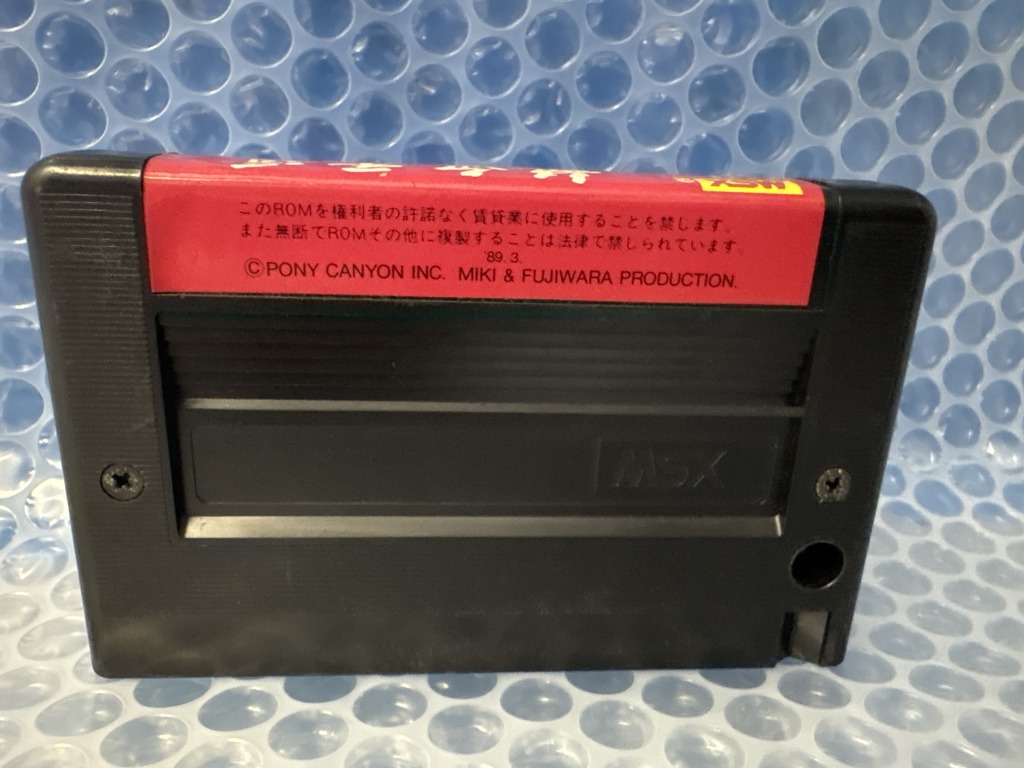 このROMを権利者の許諾なく賃貸業に使用することを禁します。
また無断でROMその他に複製することは法律で禁じられています。
'89.3.
©PONY CANYON INC. MIKI & FUJIWARA PRODUCTION.
MSX